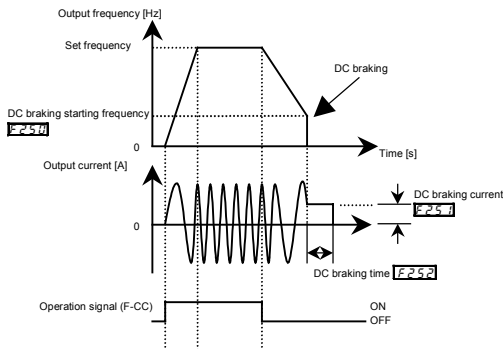 Output frequency [Hz]
Set frequency
DC braking
DC braking starting frequency
F250
0
Time [s]
Output current [A]
DC braking current
F251
0
DC braking time F252
Operation signal (F-CC)
ON
OFF